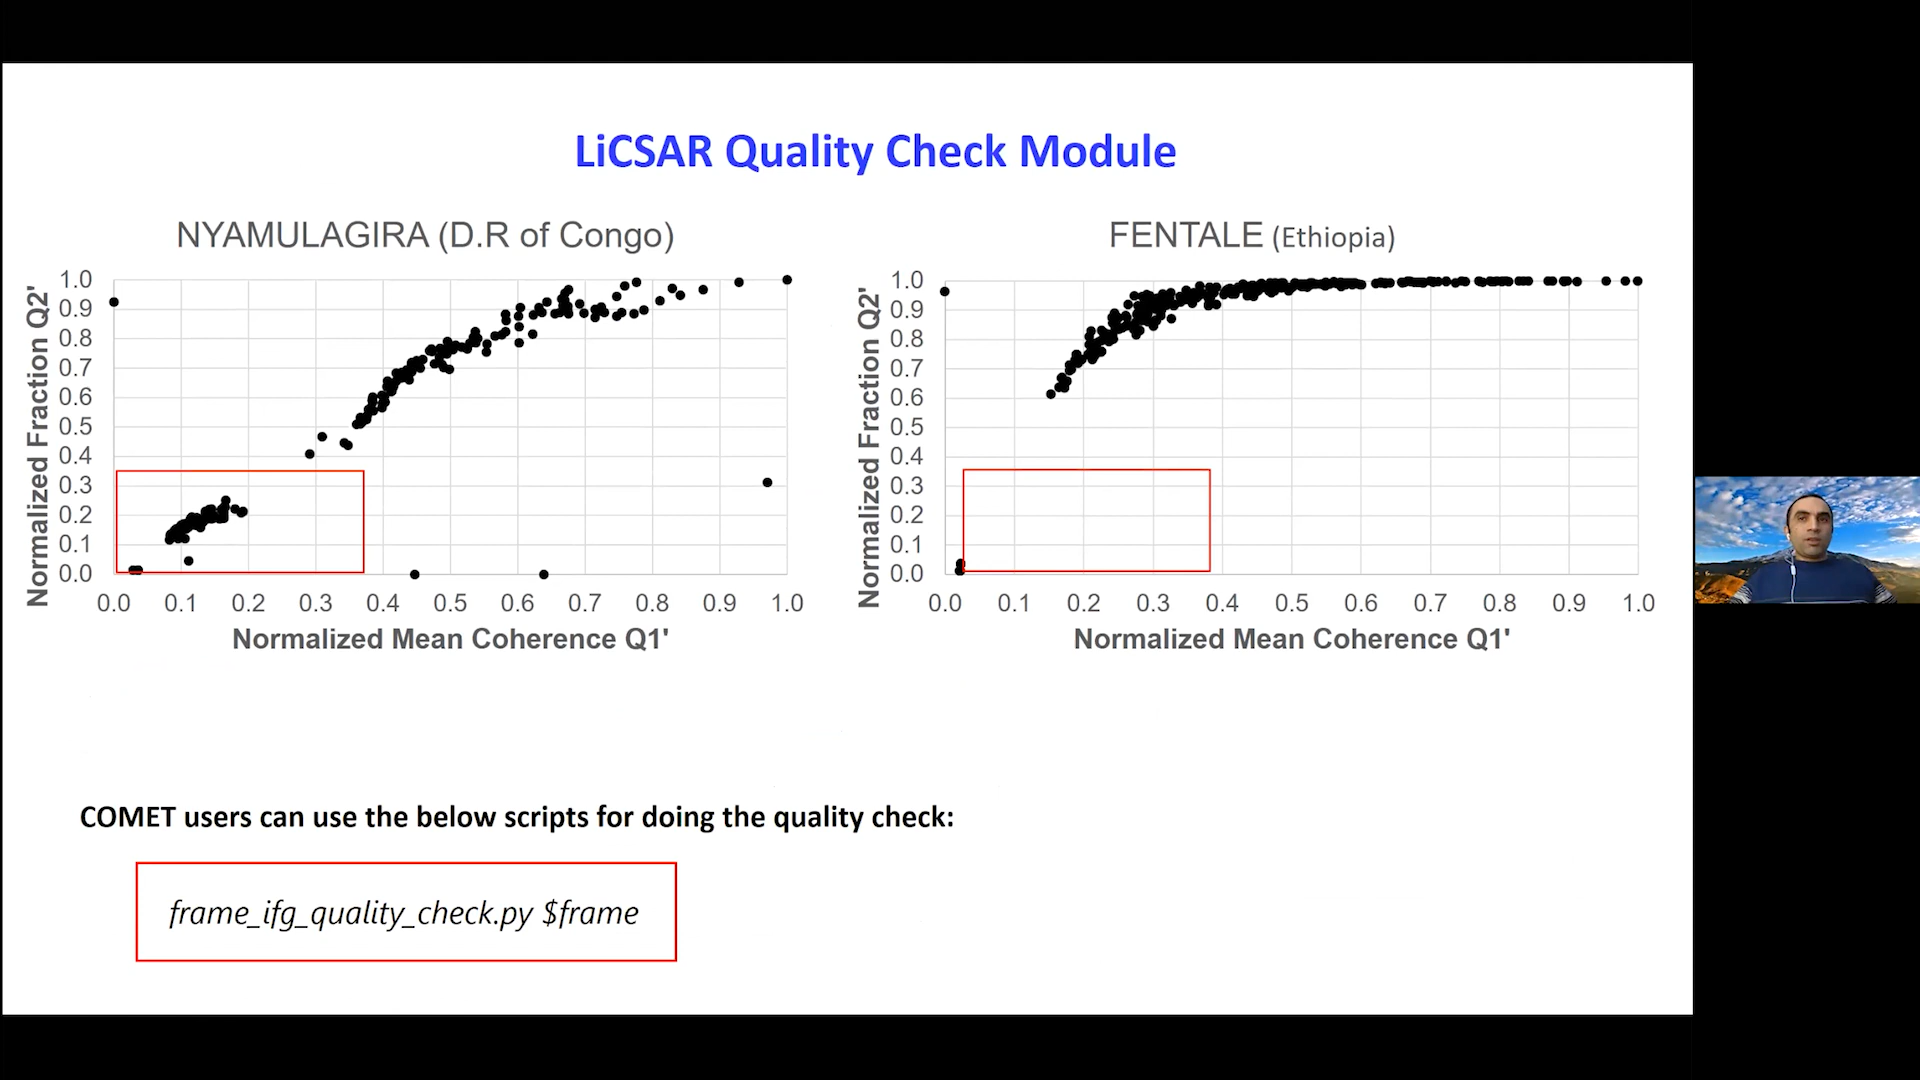 LiCSAR Quality Check Module
NYAMULAGIRA (D.R of Congo)
Normalized Fraction Q2'
1.0
0.9
0.8
0.7
0.6
0.5
0.4
0.3
0.2
0.1
0.0
0.0 0.1 0.2 0.3 0.4 0.5 0.6 0.7 0.8 0.9 1.0
Normalized Mean Coherence Q1'
FENTALE (Ethiopia)
Normalized Fraction Q2'
1.0
0.9
0.8
0.7
0.6
0.5
0.4
0.3
0.2
0.1
0.0
0.0 0.1 0.2 0.3 0.4 0.5 0.6 0.7 0.8 0.9 1.0
Normalized Mean Coherence Q1'
COMET users can use the below scripts for doing the quality check:
frame_ifg_quality_check.py $frame